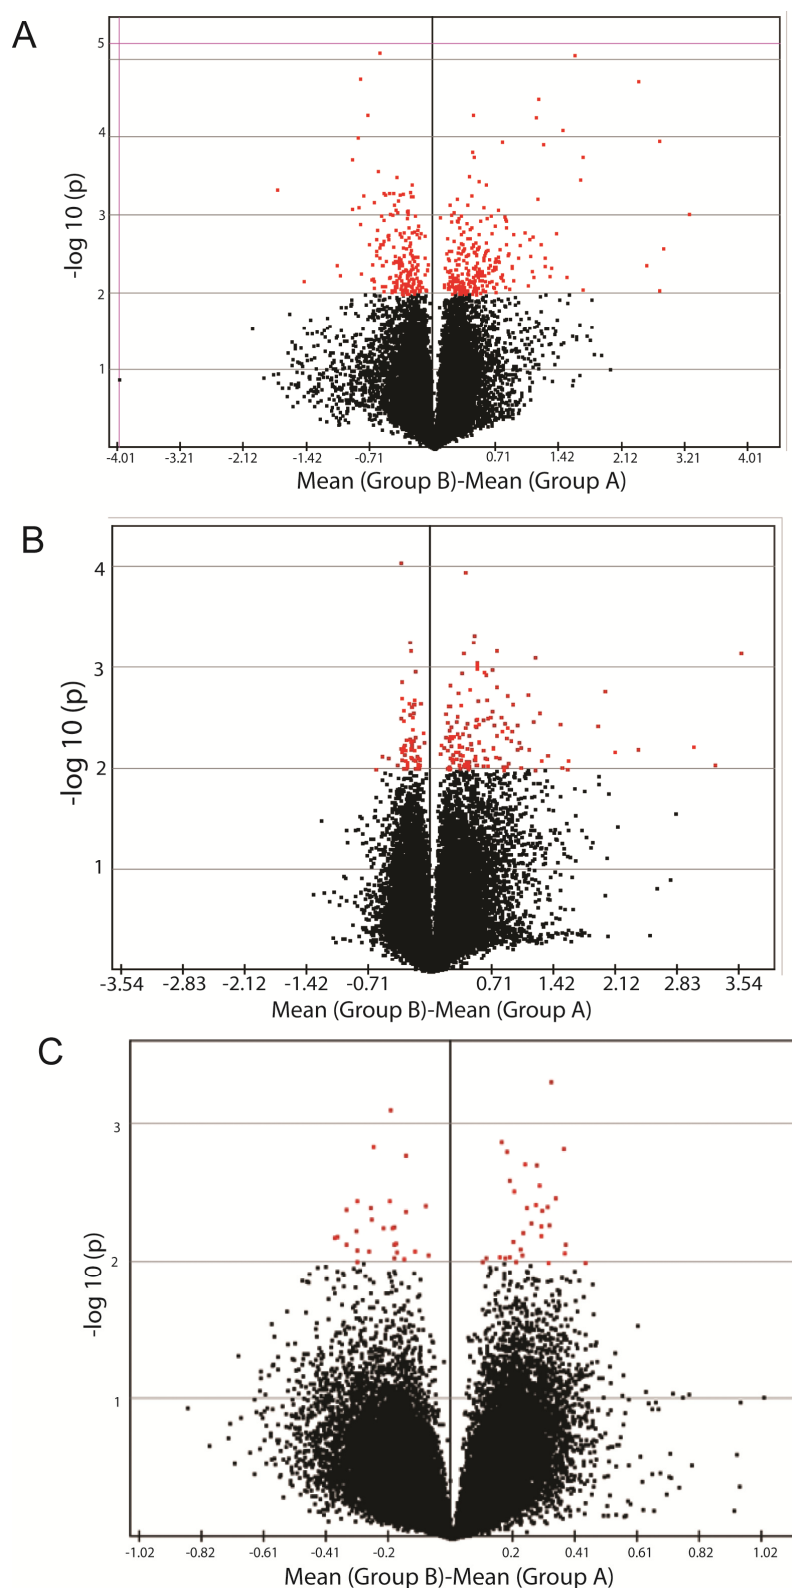 A
5
4
3
2
1
-log 10 (p)
-4.01 -3.21 -2.12 -1.42 -0.71 0.71 1.42 2.12 3.21 4.01
Mean (Group B)-Mean (Group A)
B
4
3
2
1
-log 10 (p)
-3.54 -2.83 -2.12 -1.42 -0.71 0.71 1.42 2.12 2.83 3.54
Mean (Group B)-Mean (Group A)
C
3
2
1
-log 10 (p)
-1.02 -0.82 -0.61 -0.41 -0.2 0.2 0.41 0.61 0.82 1.02
Mean (Group B)-Mean (Group A)